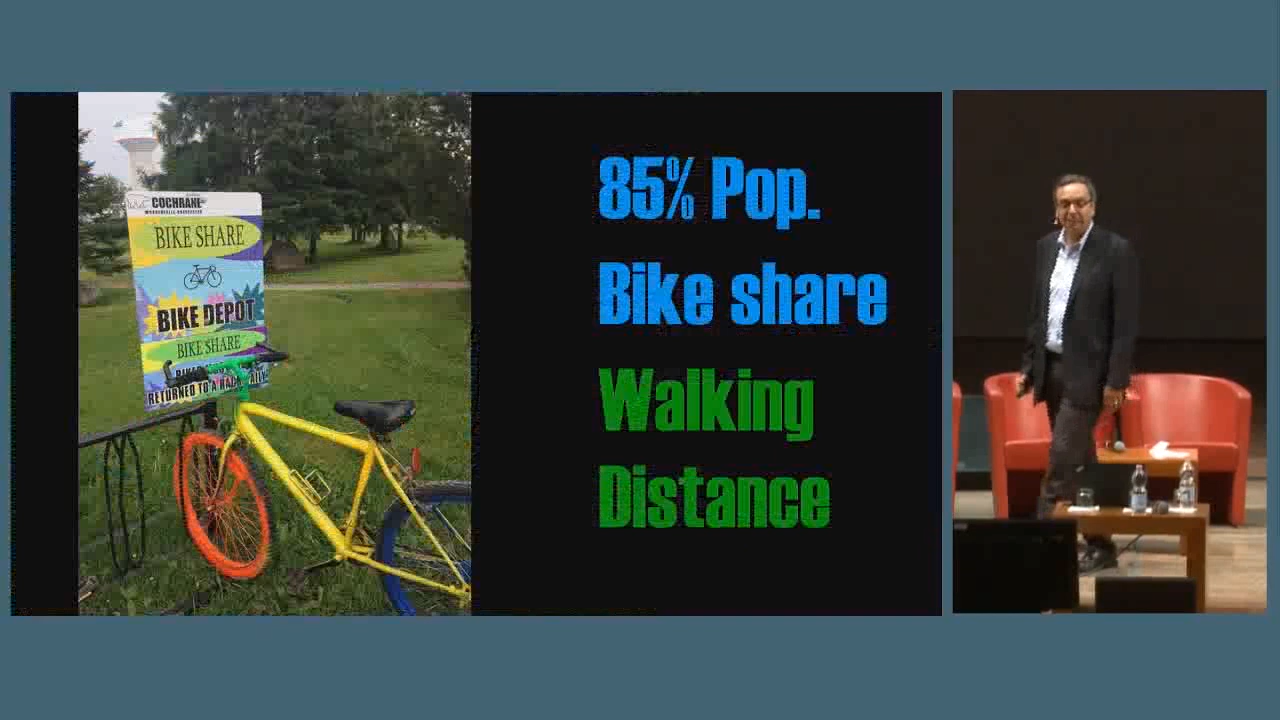 COCHRANE
BIKE SHARE
BIKE DEPOT
BIKE SHARE
RETURNED TO A
85% Pop.
Bike share
Walking
Distance